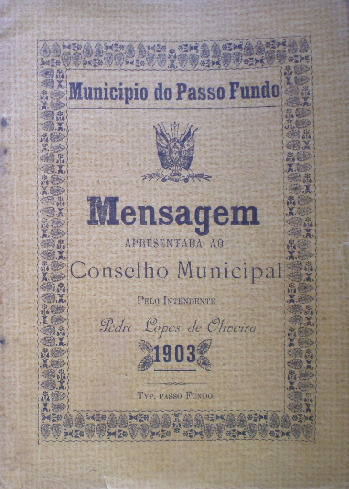 Municipio do Passo Fundo
Mensagem
APRESENTADA AO
Conselho Municipal
PELO INTENDENTE
Pedro Lopes de Oliveira
1903
TYP. PASSO FUNDO